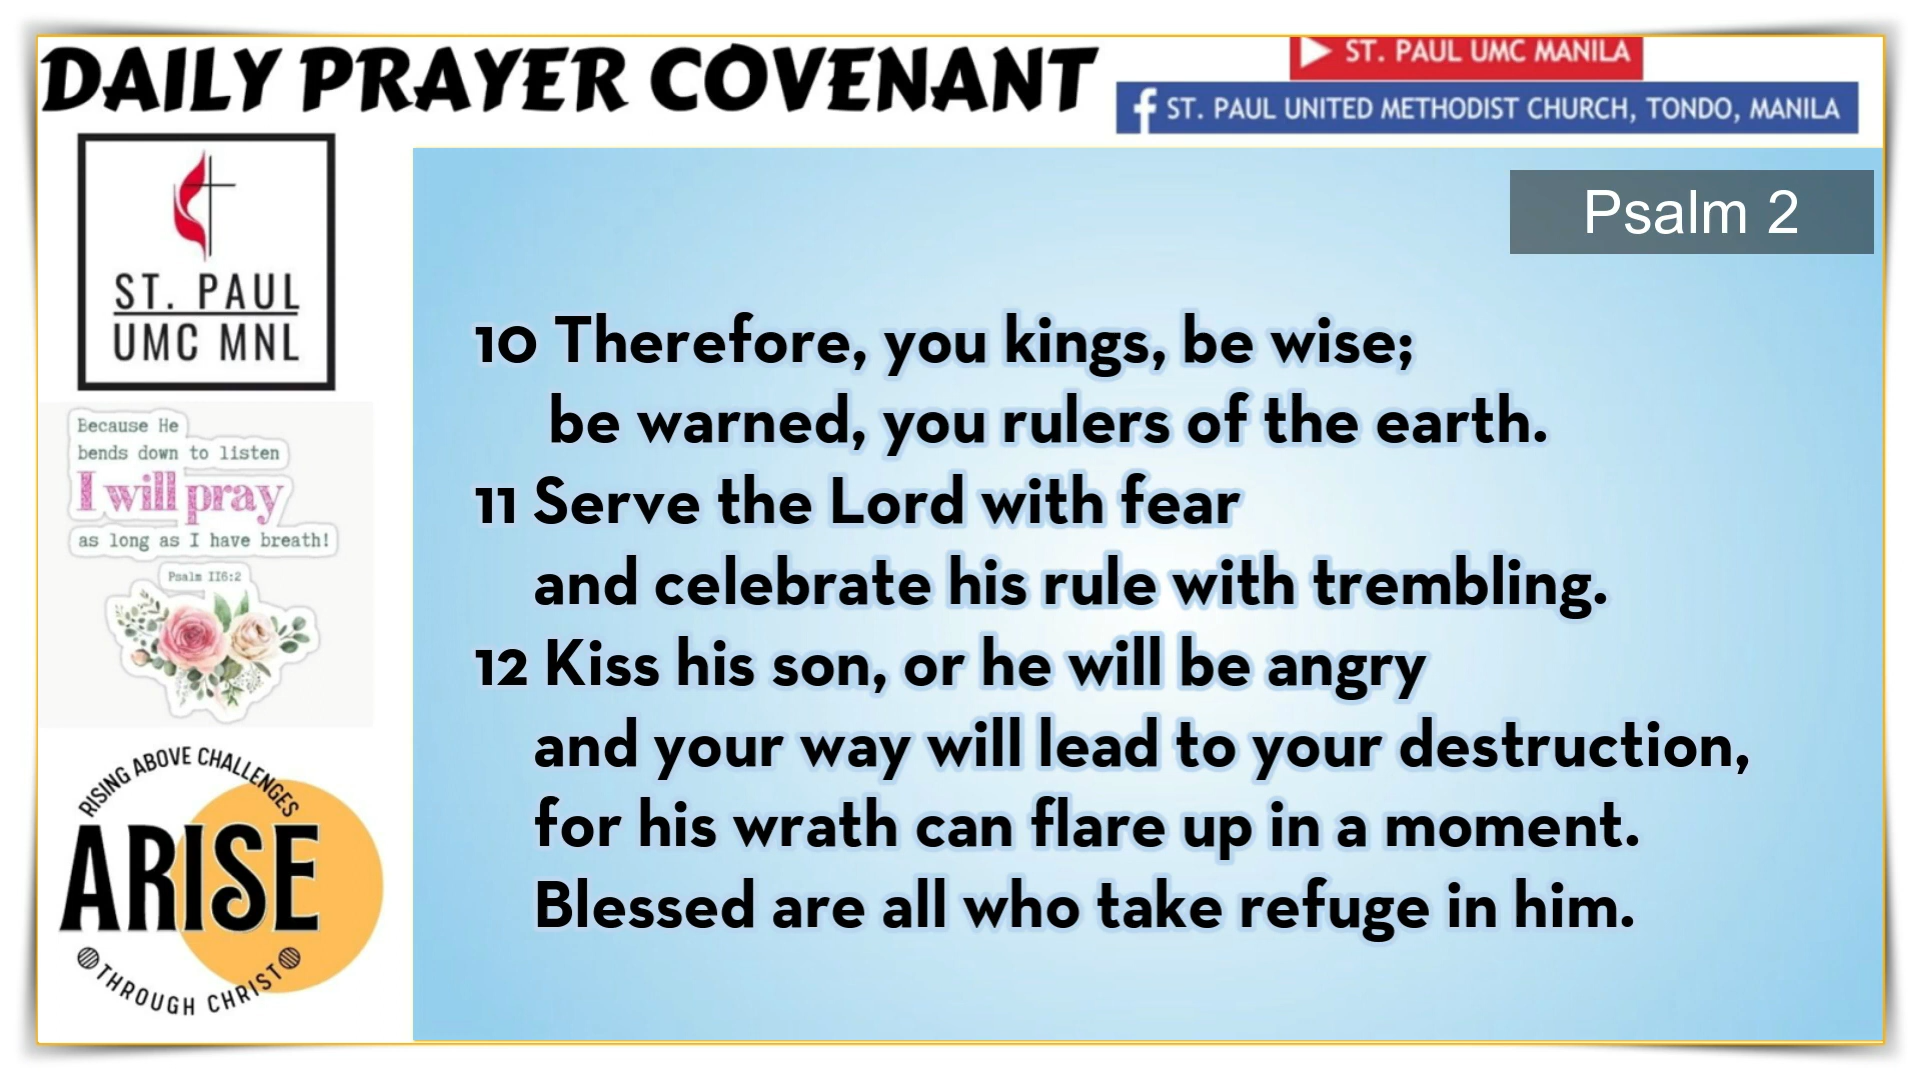 DAILY PRAYER COVENANT
ST. PAUL UMC MANILA
f ST. PAUL UNITED METHODIST CHURCH, TONDO, MANILA
ST. PAUL
UMC MNL
Because He
bends down to listen
I will pray
as long as I have breath!
Psalm 116:2
RISING ABOVE CHALLENGES
ARISE
THROUGH CHRIST
Psalm 2
10 Therefore, you kings, be wise;
be warned, you rulers of the earth.
11 Serve the Lord with fear
and celebrate his rule with trembling.
12 Kiss his son, or he will be angry
and your way will lead to your destruction,
for his wrath can flare up in a moment.
Blessed are all who take refuge in him.